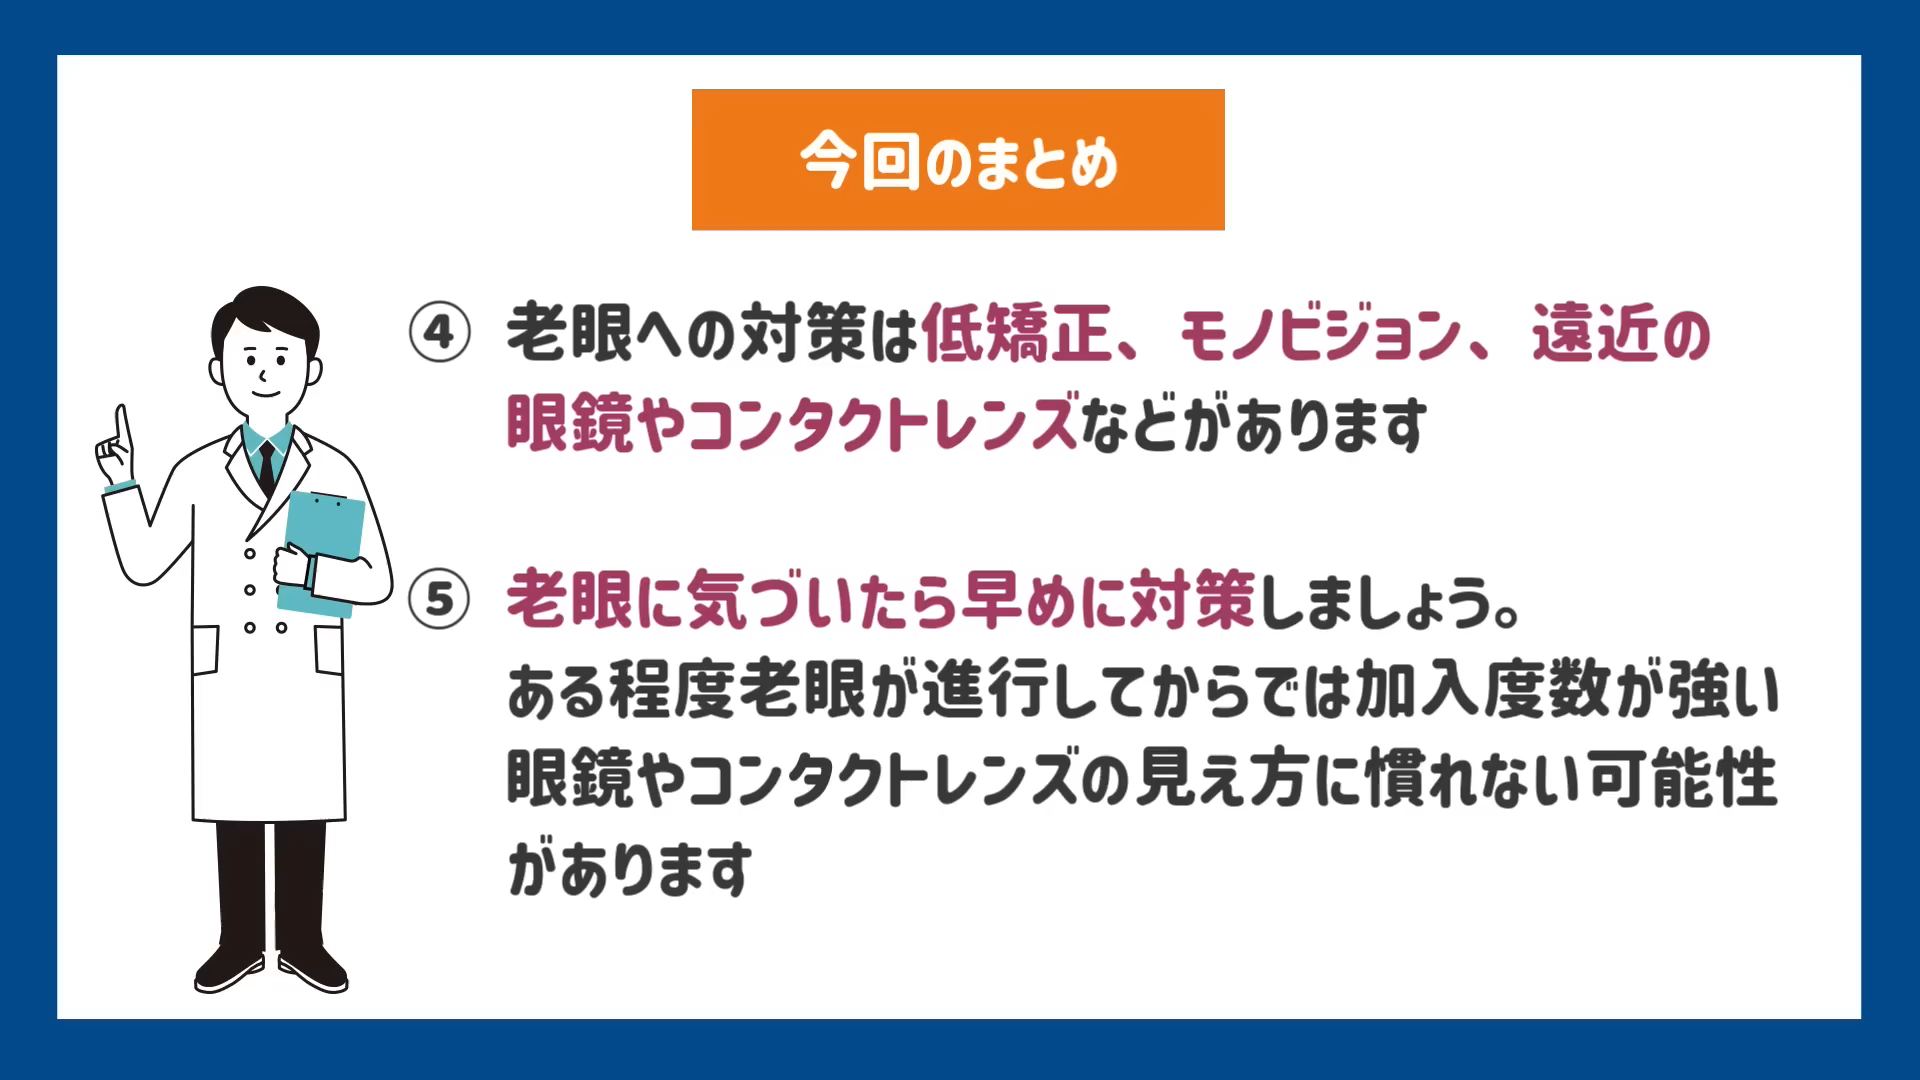 今回のまとめ
④ 老眼への対策は低矯正、モノビジョン、遠近の
眼鏡やコンタクトレンズなどがあります
⑤ 老眼に気づいたら早めに対策しましょう。
ある程度老眼が進行してからでは加入度数が強い
眼鏡やコンタクトレンズの見え方に慣れない可能性
があります